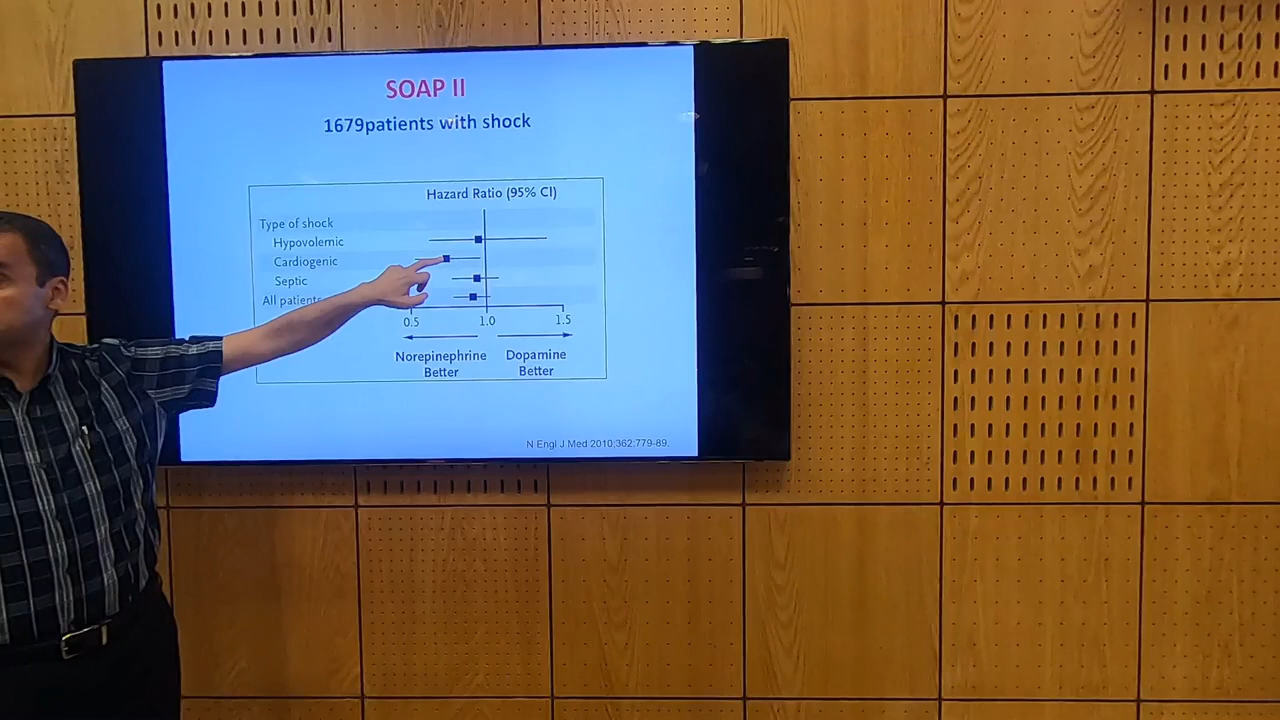 SOAP II
1679patients with shock
Hazard Ratio (95% CI)
Type of shock
Hypovolemic
Cardiogenic
Septic
All patients
0.5 1.0 1.5
Norepinephrine Better
Dopamine Better
N Engl J Med 2010;362:779-89.